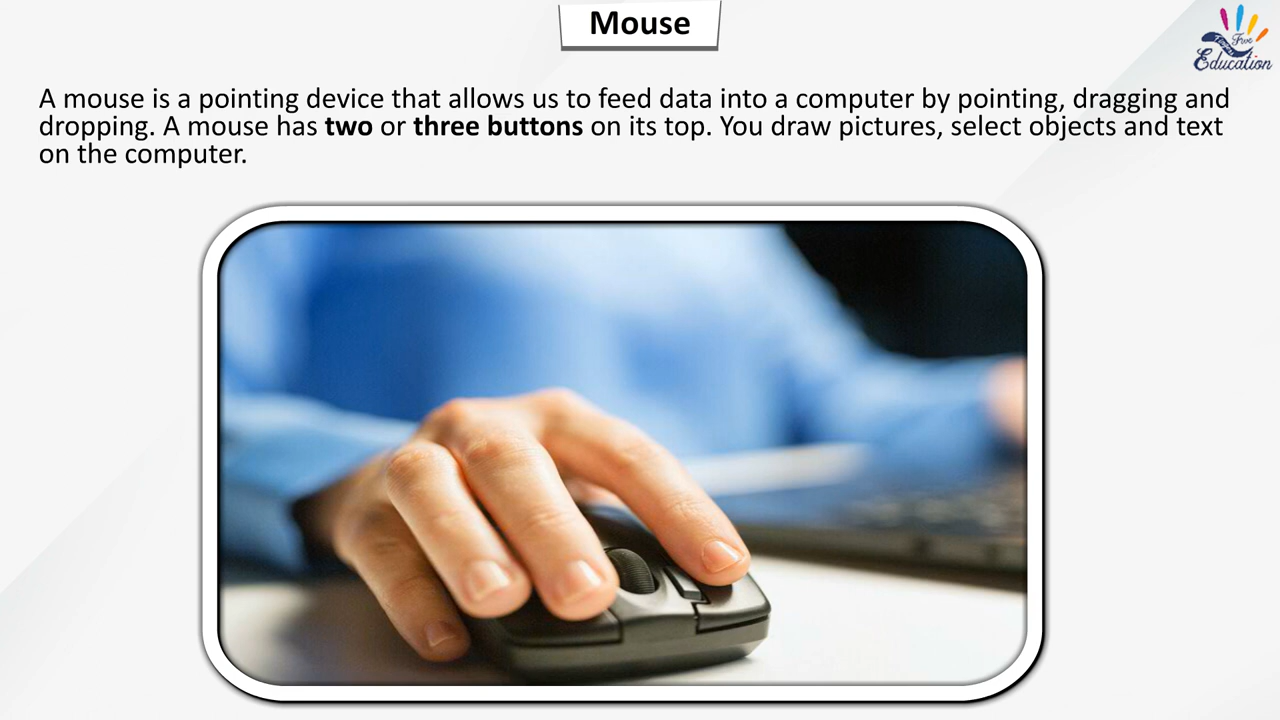 Mouse
A mouse is a pointing device that allows us to feed data into a computer by pointing, dragging and
dropping. A mouse has two or three buttons on its top. You draw pictures, select objects and text
on the computer.
Five
Education